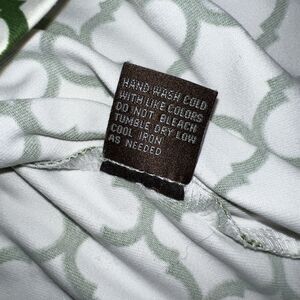 HAND WASH COLD
WITH LIKE COLORS
DO NOT BLEACH
TUMBLE DRY LOW
COOL IRON
AS NEEDED